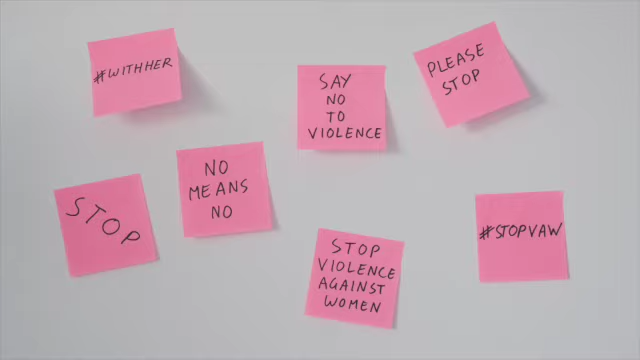 #WITHHER
SAY
NO
TO
VIOLENCE
PLEASE
STOP
STOP
NO
MEANS
NO
STOP
VIOLENCE
AGAINST
WOMEN
#STOPVAW